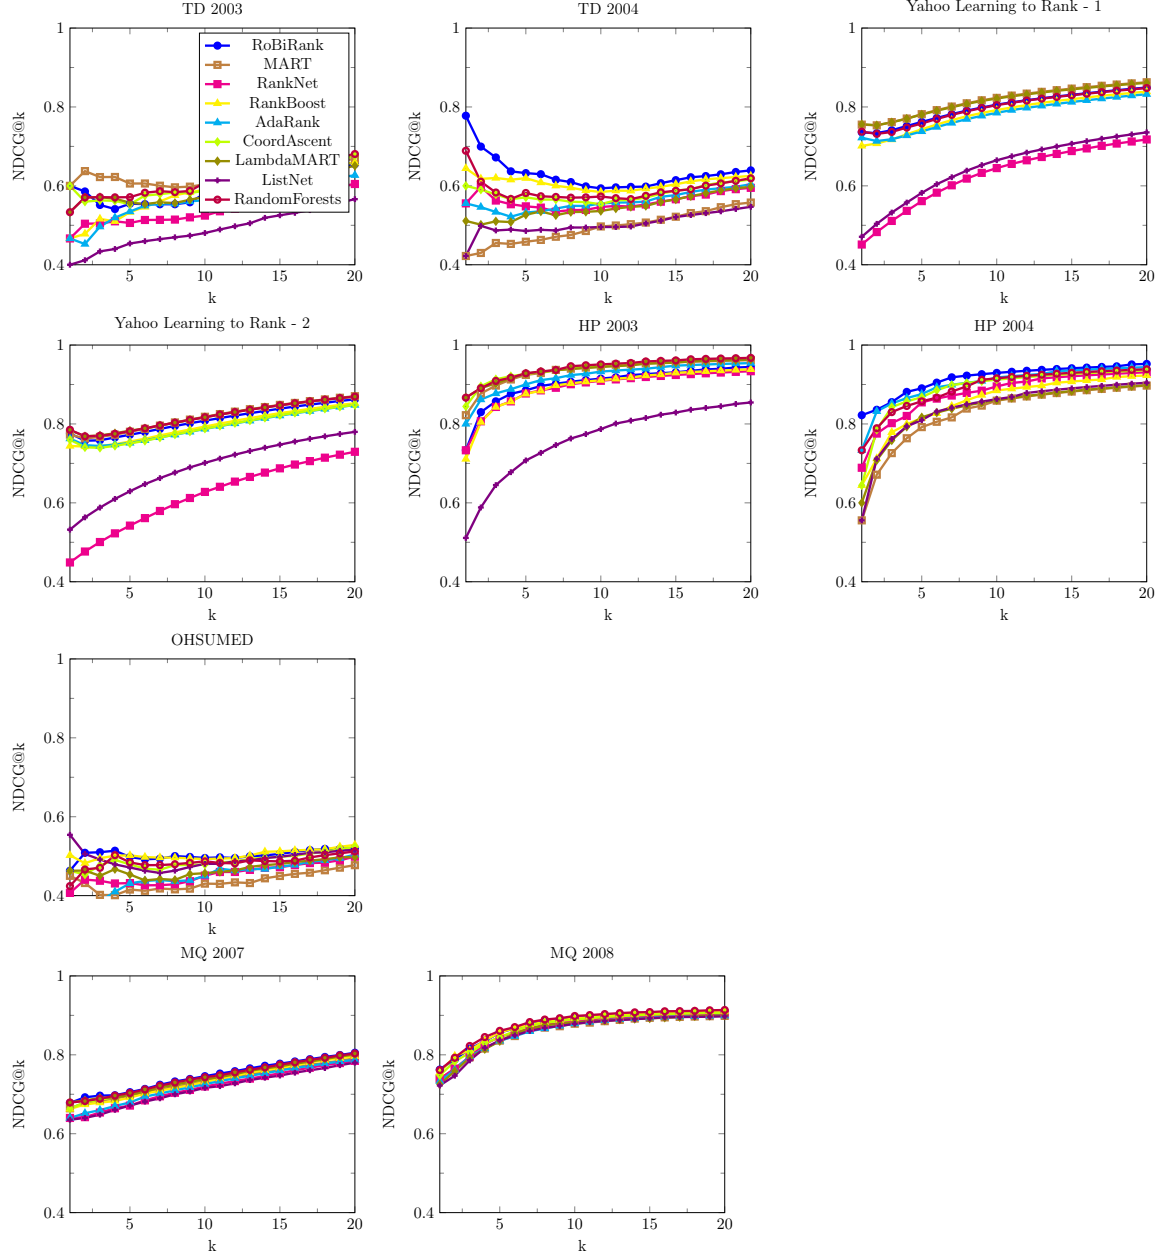 TD 2003
1
0.8
0.6
0.4
5
10
15
20
k
NDCG@k
RoBiRank
MART
RankNet
RankBoost
AdaRank
CoordAscent
LambdaMART
ListNet
RandomForests
TD 2004
1
0.8
0.6
0.4
5
10
15
20
k
NDCG@k
Yahoo Learning to Rank - 1
1
0.8
0.6
0.4
5
10
15
20
k
NDCG@k
Yahoo Learning to Rank - 2
1
0.8
0.6
0.4
5
10
15
20
k
NDCG@k
HP 2003
1
0.8
0.6
0.4
5
10
15
20
k
NDCG@k
HP 2004
1
0.8
0.6
0.4
5
10
15
20
k
NDCG@k
OHSUMED
1
0.8
0.6
0.4
5
10
15
20
k
NDCG@k
MQ 2007
1
0.8
0.6
0.4
5
10
15
20
k
NDCG@k
MQ 2008
1
0.8
0.6
0.4
5
10
15
20
k
NDCG@k